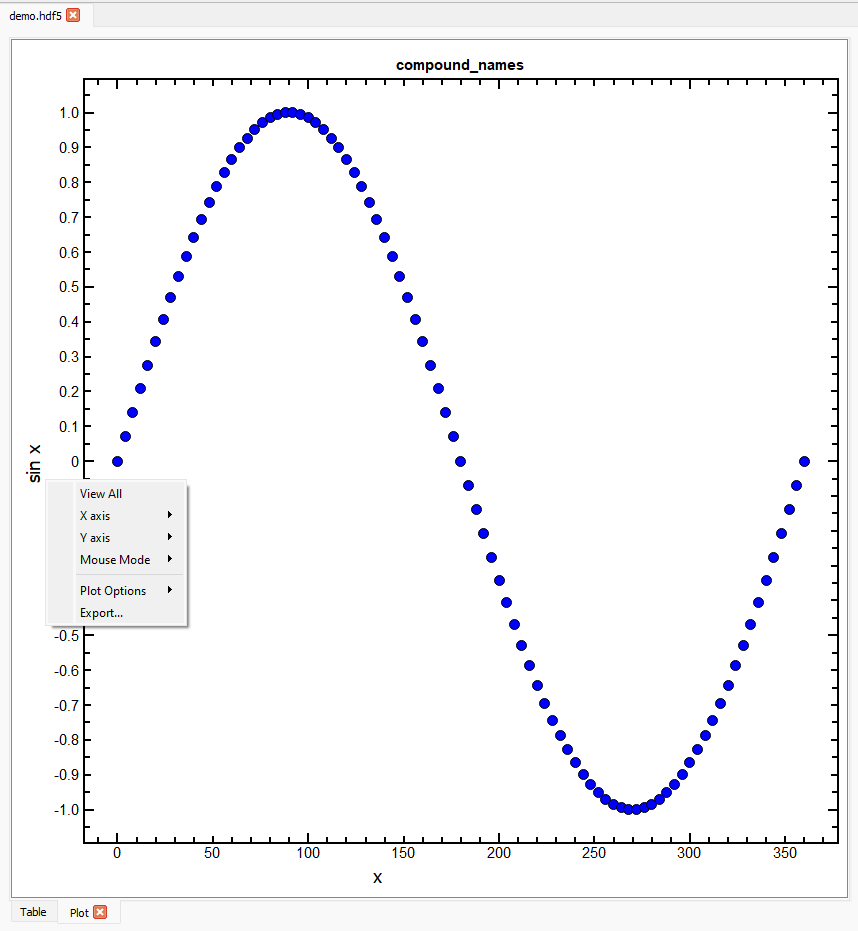 demo.hdf5
compound_names
1.0
0.9
0.8
0.7
0.6
0.5
0.4
0.3
0.2
0.1
0
sin x
View All
X axis
Y axis
Mouse Mode
Plot Options
Export...
-0.5
-0.6
-0.7
-0.8
-0.9
-1.0
0 50 100 150 200 250 300 350
x
Table Plot